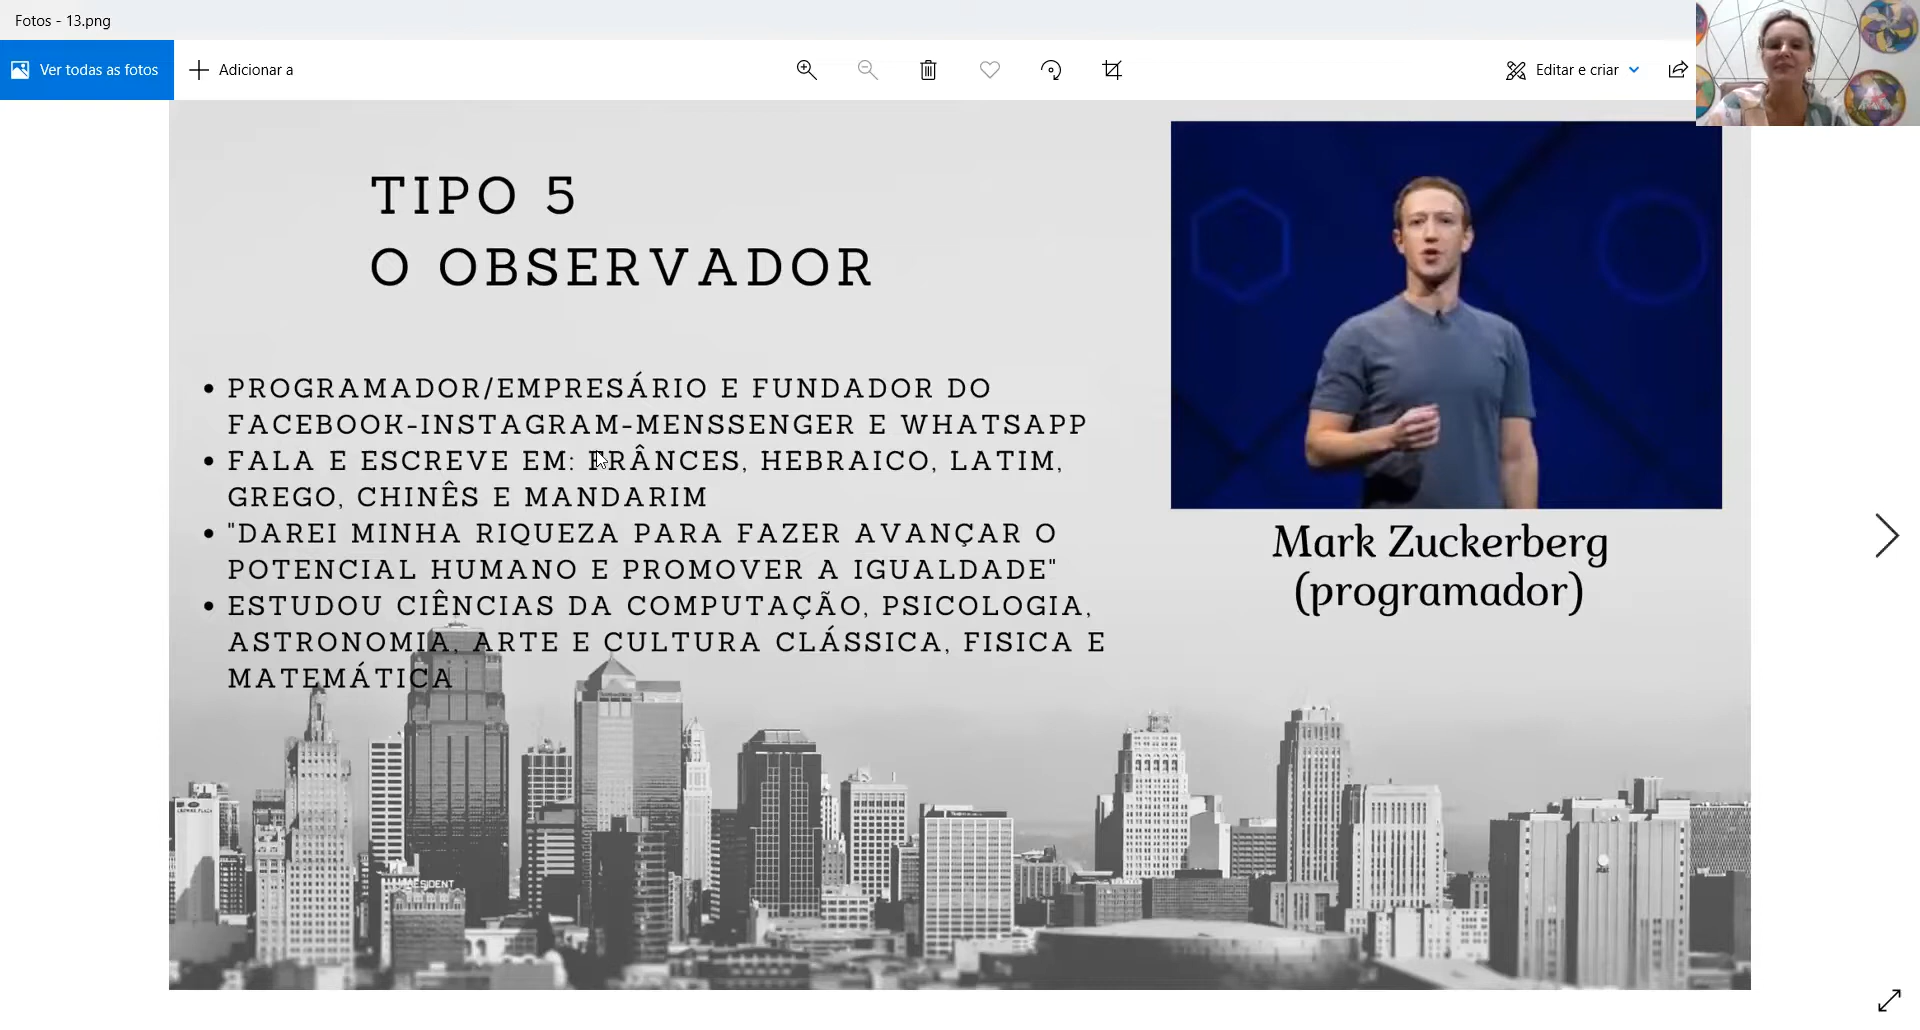 Fotos - 13.png
Ver todas as fotos
Adicionar a
Editar e criar
TIPO 5
O OBSERVADOR
PROGRAMADOR/EMPRESÁRIO E FUNDADOR DO
FACEBOOK-INSTAGRAM-MENSSENGER E WHATSAPP
FALA E ESCREVE EM: FRÂNCES, HEBRAICO, LATIM,
GREGO, CHINÊS E MANDARIM
"DAREI MINHA RIQUEZA PARA FAZER AVANÇAR O
POTENCIAL HUMANO E PROMOVER A IGUALDADE"
ESTUDOU CIÊNCIAS DA COMPUTAÇÃO, PSICOLOGIA,
ASTRONOMIA, ARTE E CULTURA CLÁSSICA, FISICA E
MATEMÁTICA
Mark Zuckerberg
(programador)
PRESIDENT